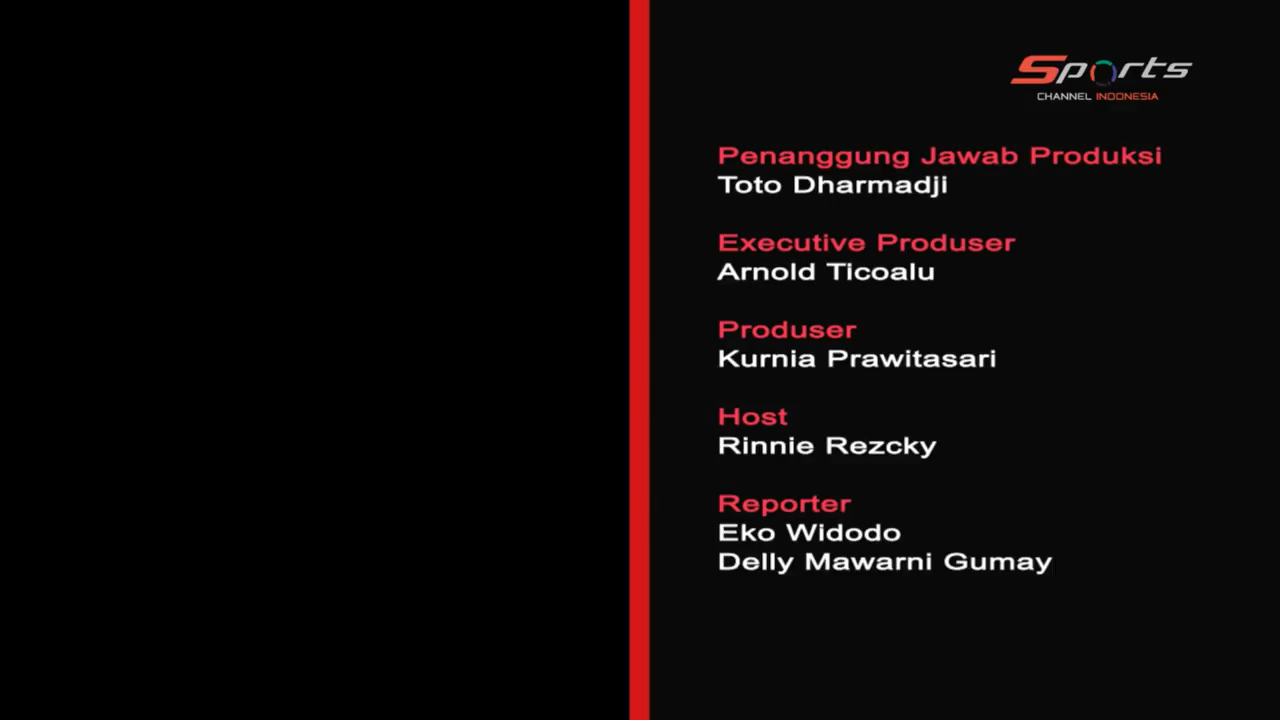 Sports
CHANNEL INDONESIA
Penanggung Jawab Produksi
Toto Dharmadji
Executive Produser
Arnold Ticoalu
Produser
Kurnia Prawitasari
Host
Rinnie Rezcky
Reporter
Eko Widodo
Delly Mawarni Gumay